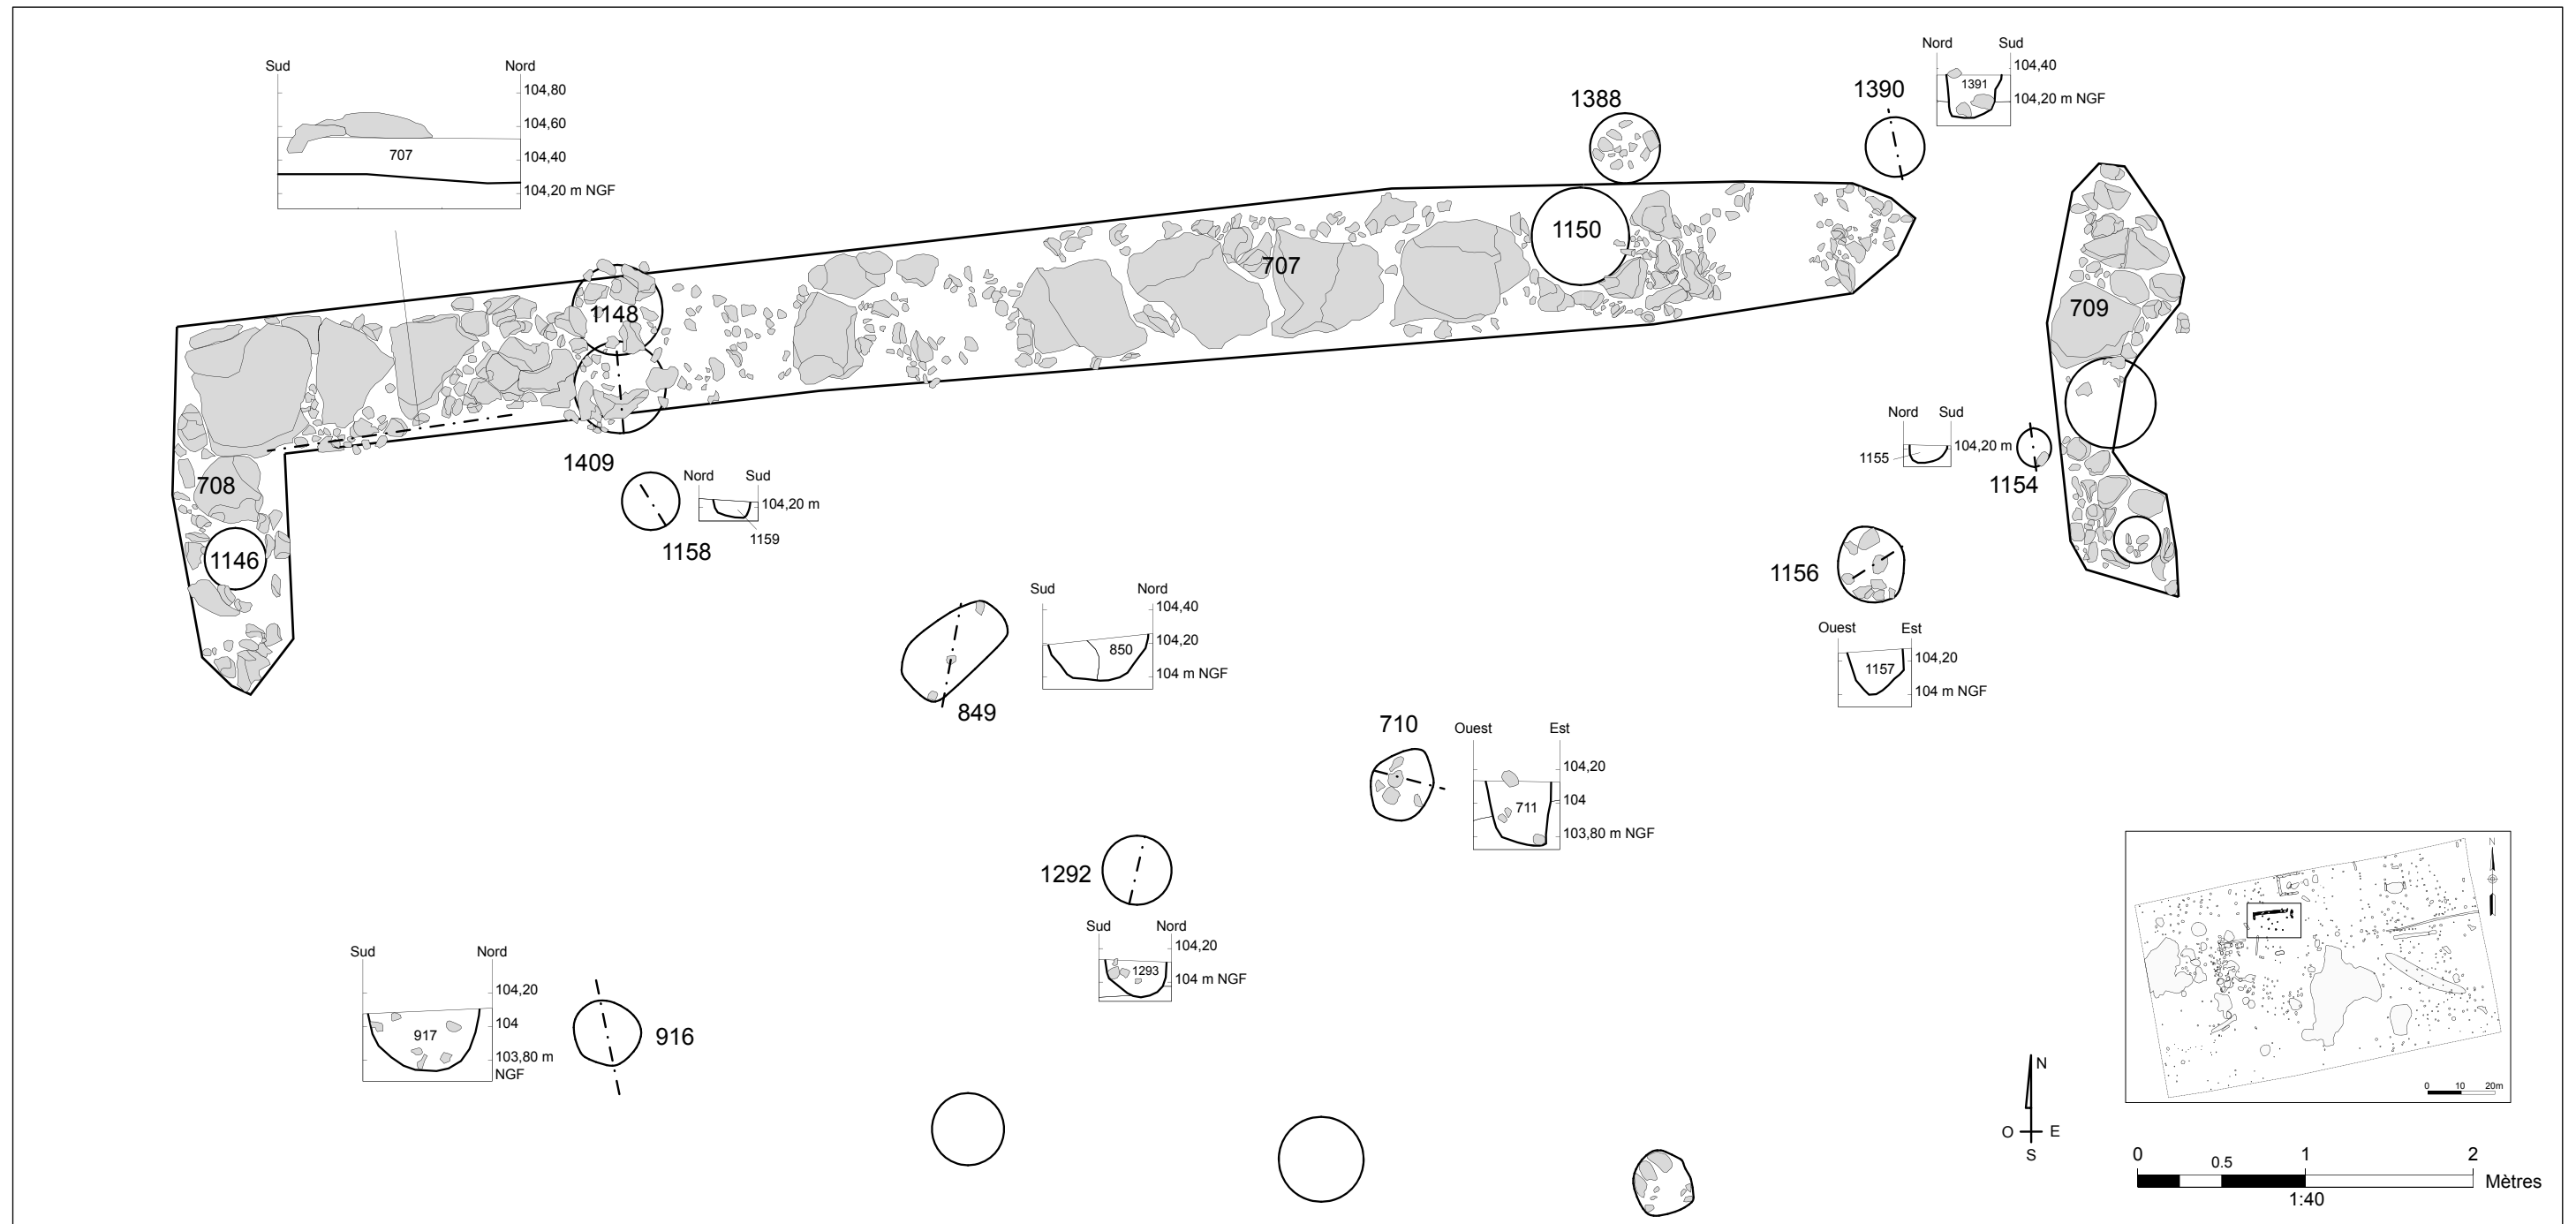 Sud Nord
104,80
104,60
104,40
104,20 m NGF
707
Nord Sud
104,40
104,20 m NGF
1391
1390
1388
1150
707
709
1148
1409
708
1146
1158
Nord Sud
104,20 m
1159
Nord Sud
104,20 m
1155
1154
1156
Ouest Est
104,20
104 m NGF
1157
849
Sud Nord
104,40
104,20
104 m NGF
850
710
Ouest Est
104,20
104
103,80 m NGF
711
1292
Sud Nord
104,20
104 m NGF
1293
Sud Nord
104,20
104
103,80 m
NGF
917
916
N
0 10 20m
N
O E
S
0 0.5 1 2
Mètres
1:40